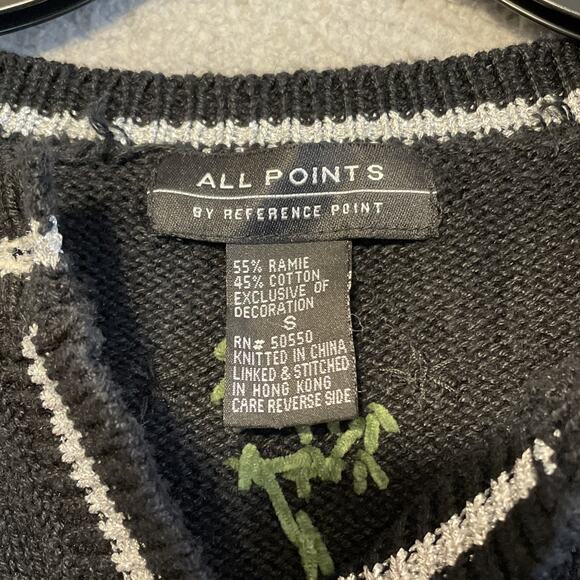 ALL POINTS
BY REFERENCE POINT
55% RAMIE
45% COTTON
EXCLUSIVE OF
DECORATION
S
RN# 50550
KNITTED IN CHINA
LINKED & STITCHED
IN HONG KONG
CARE REVERSE SIDE